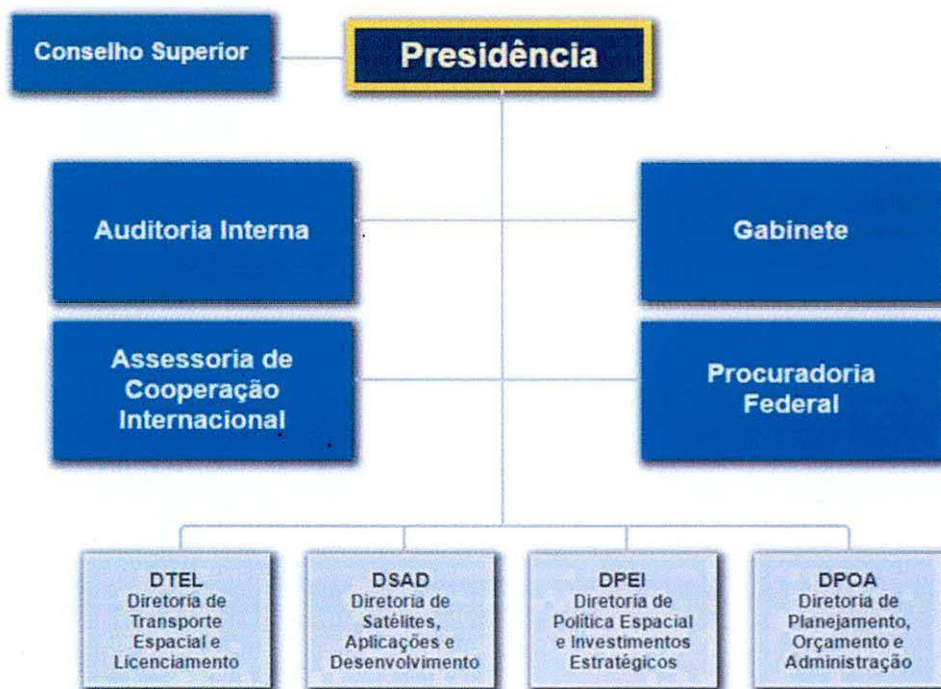 Conselho Superior
Presidência
Auditoria Interna
Gabinete
Assessoria de
Cooperação
Internacional
Procuradoria
Federal
DTEL
Diretoria de
Transporte
Espacial e
Licenciamento
DSAD
Diretoria de
Satélites,
Aplicações e
Desenvolvimento
DPEI
Diretoria de
Política Espacial
e Investimentos
Estratégicos
DPOA
Diretoria de
Planejamento,
Orçamento e
Administração